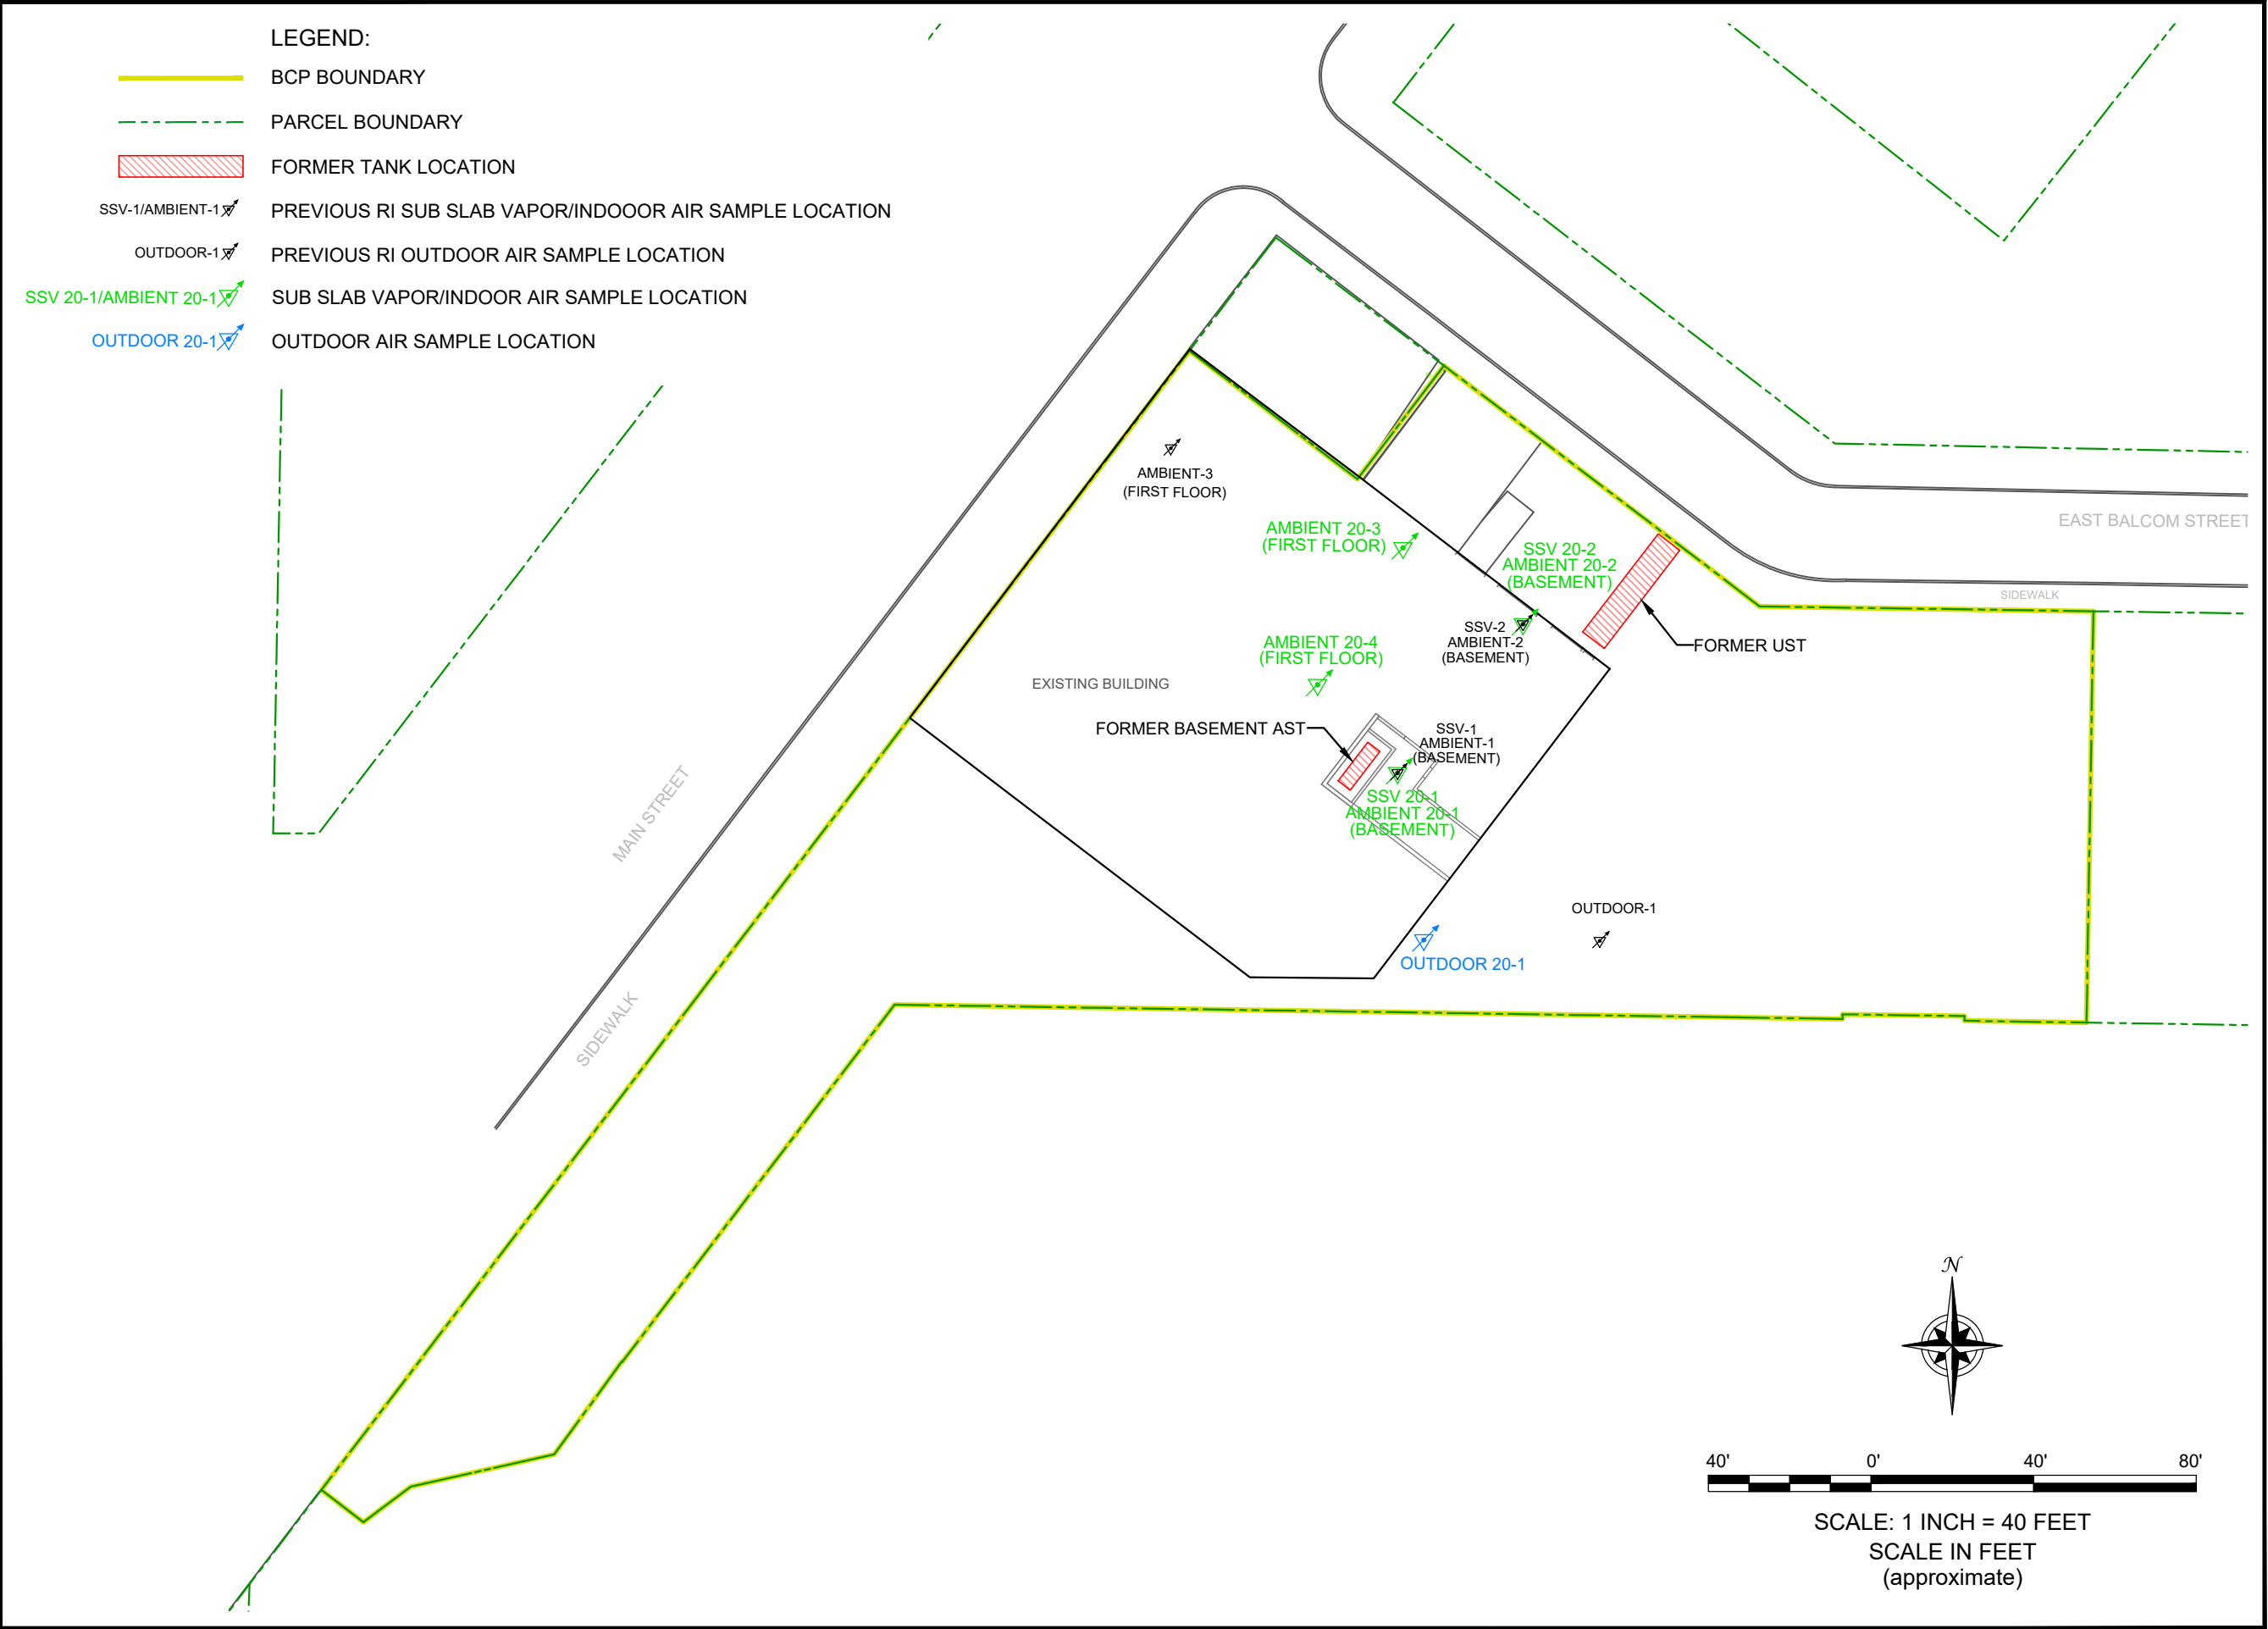 LEGEND:
BCP BOUNDARY
PARCEL BOUNDARY
FORMER TANK LOCATION
SSV-1/AMBIENT-1 PREVIOUS RI SUB SLAB VAPOR/INDOOOR AIR SAMPLE LOCATION
OUTDOOR-1 PREVIOUS RI OUTDOOR AIR SAMPLE LOCATION
SSV 20-1/AMBIENT 20-1 SUB SLAB VAPOR/INDOOR AIR SAMPLE LOCATION
OUTDOOR 20-1 OUTDOOR AIR SAMPLE LOCATION
AMBIENT-3
(FIRST FLOOR)
AMBIENT 20-3
(FIRST FLOOR)
SSV 20-2
AMBIENT 20-2
(BASEMENT)
EAST BALCOM STREET
SIDEWALK
SSV-2
AMBIENT-2
(BASEMENT)
FORMER UST
AMBIENT 20-4
(FIRST FLOOR)
EXISTING BUILDING
FORMER BASEMENT AST
SSV-1
AMBIENT-1
(BASEMENT)
SSV 20-1
AMBIENT 20-1
(BASEMENT)
MAIN STREET
SIDEWALK
OUTDOOR-1
OUTDOOR 20-1
N
40' 0' 40' 80'
SCALE: 1 INCH = 40 FEET
SCALE IN FEET
(approximate)